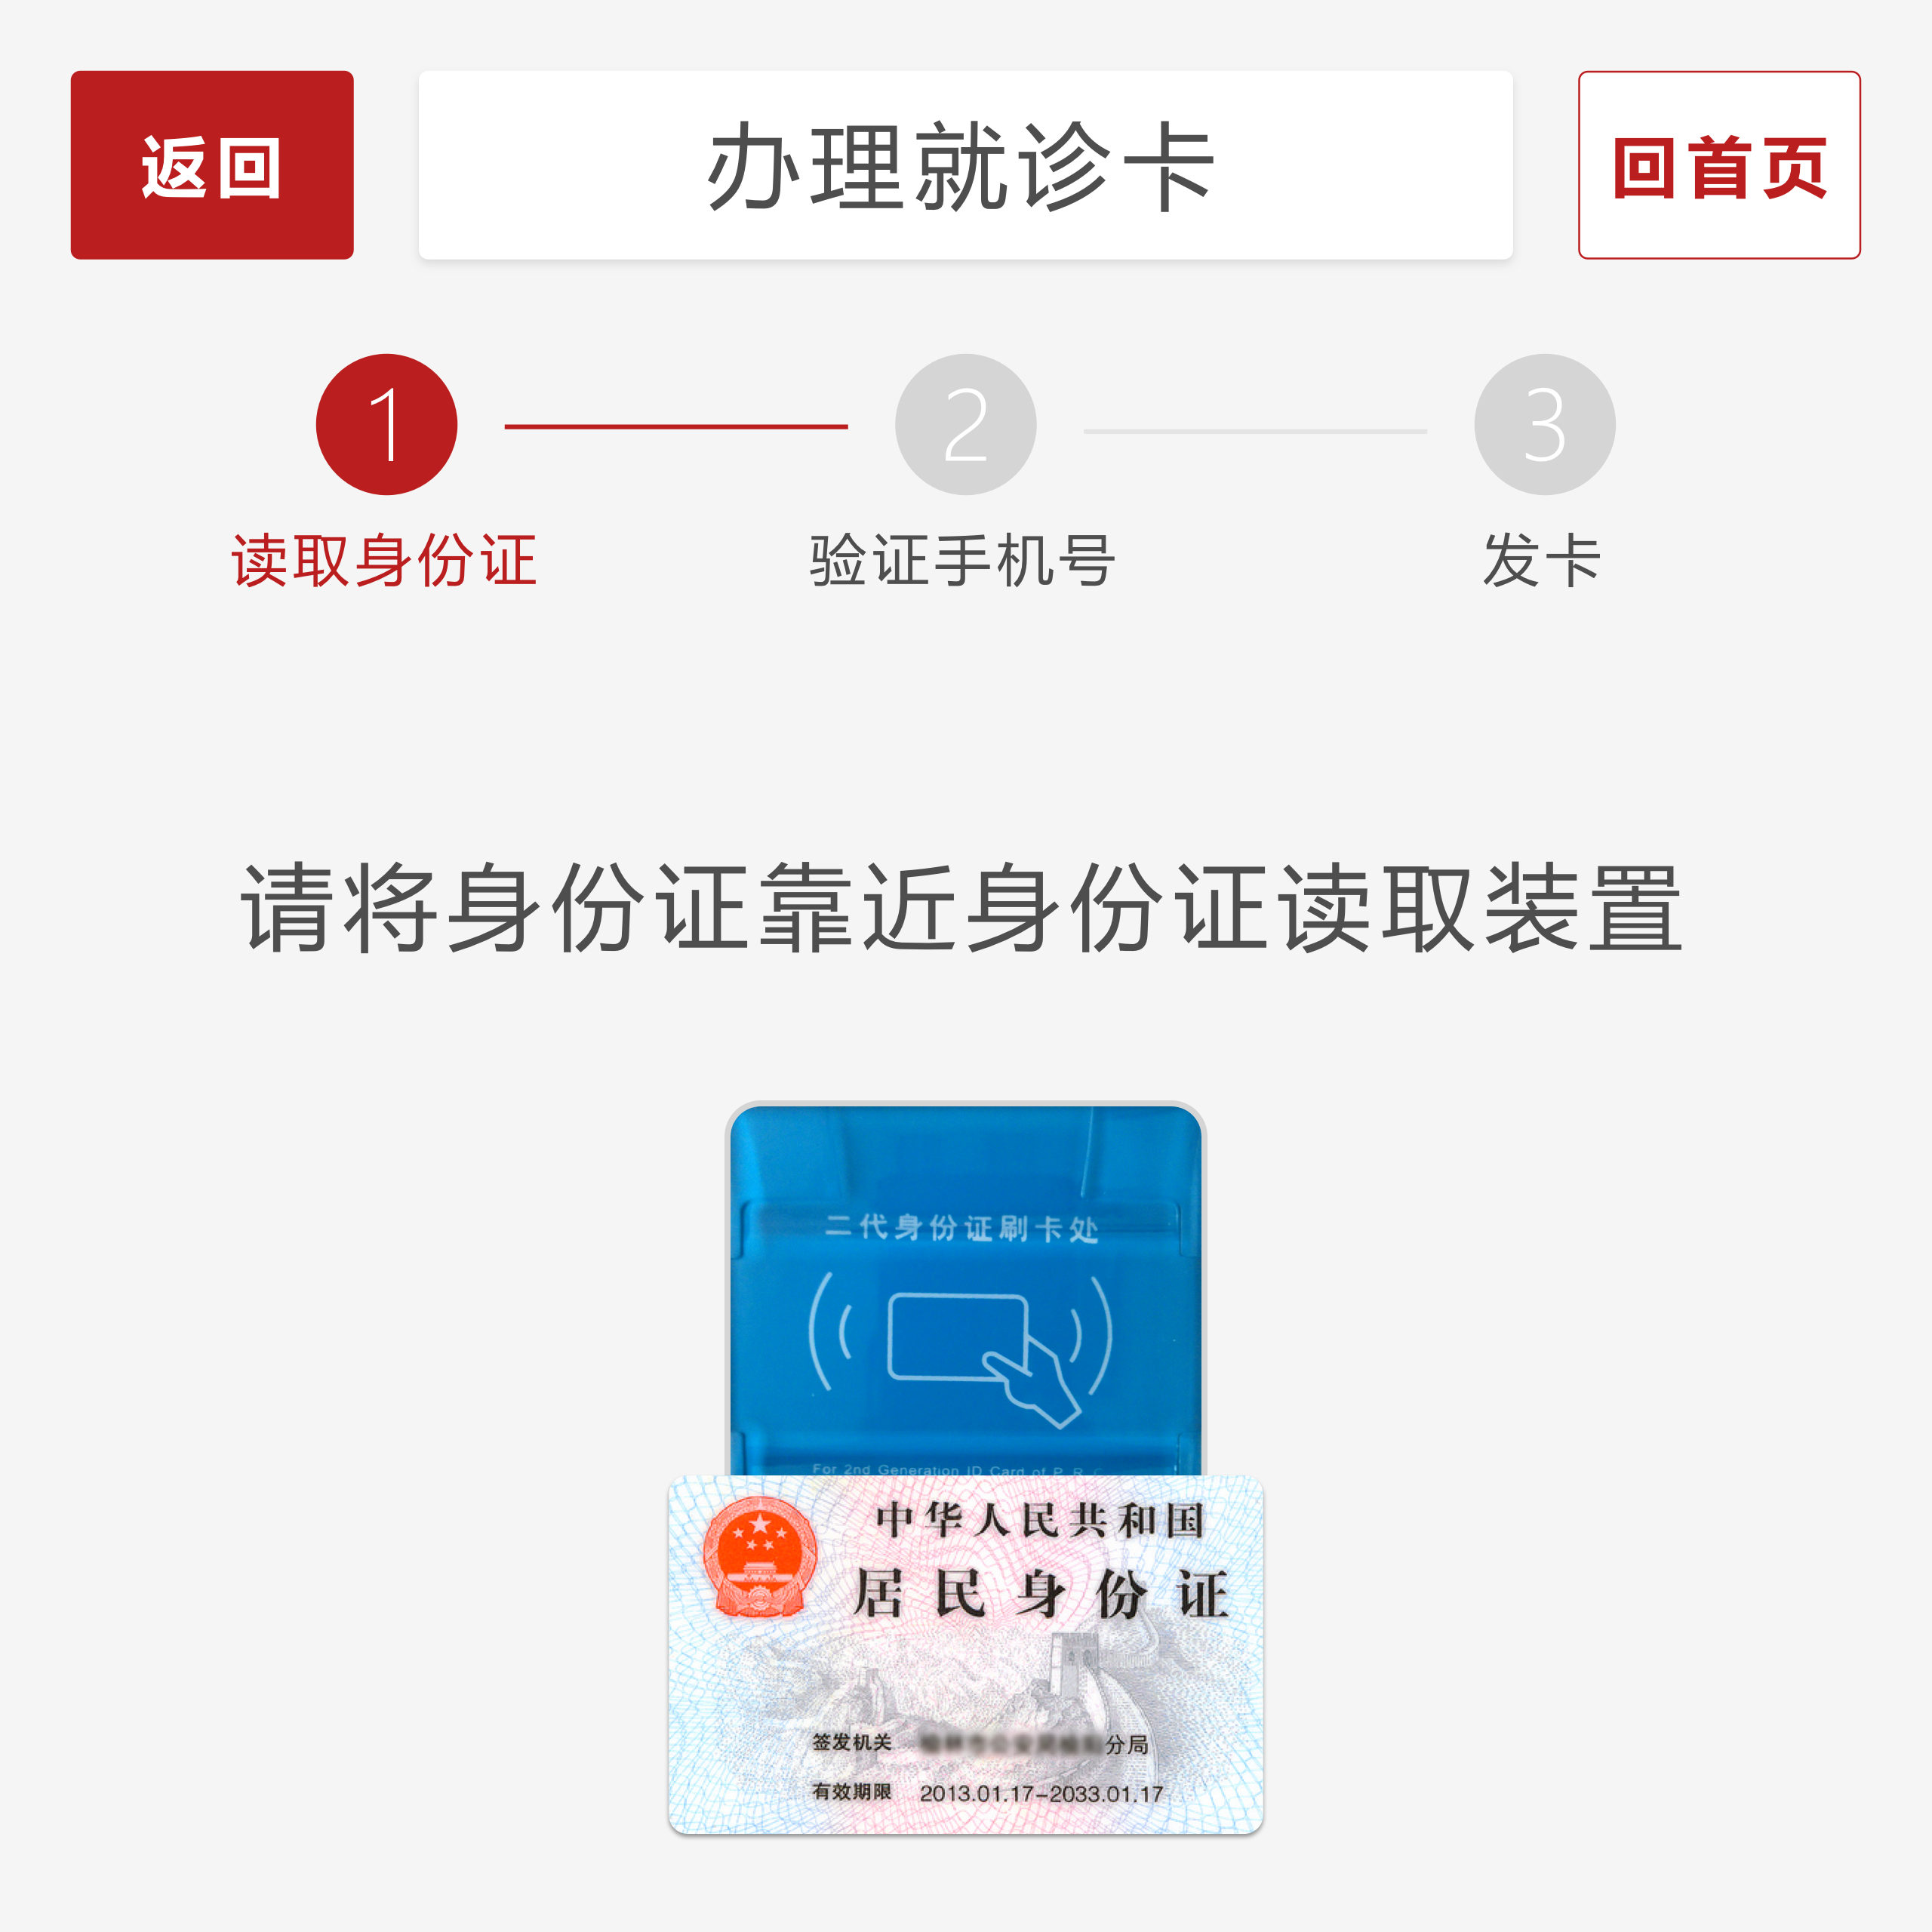 返回
办理就诊卡
回首页
1
2
3
读取身份证
验证手机号
发卡
请将身份证靠近身份证读取装置
二代身份证刷卡处
For 2nd Generation ID Card of P. R.
中华人民共和国
居民身份证
签发机关 分局
有效期限 2013.01.17-2033.01.17